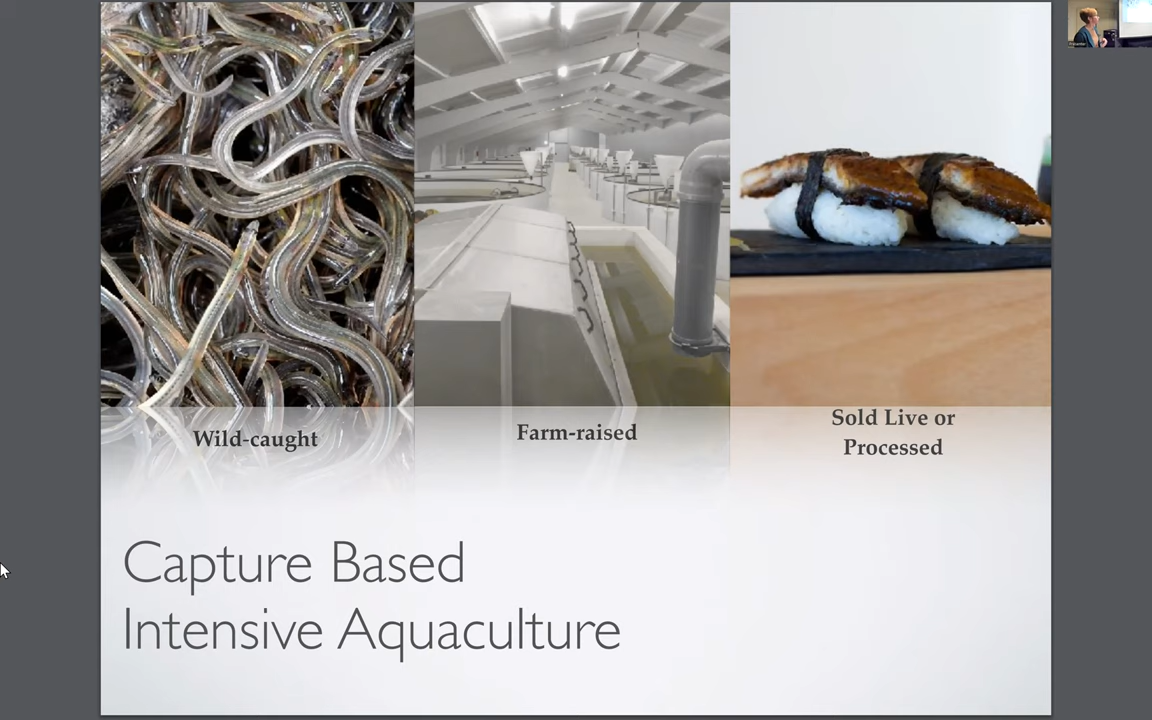 Wild-caught
Farm-raised
Sold Live or
Processed
Capture Based
Intensive Aquaculture